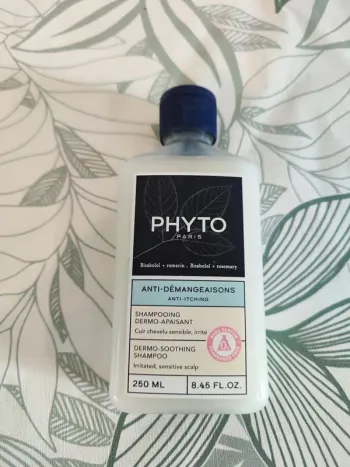 PHYTO
PARIS
Bisabolol + romarin . Bisabolol + rosemary
ANTI-DÉMANGEAISONS
ANTI-ITCHING
SHAMPOOING
DERMO-APAISANT
Cuir chevelu sensible, irrité
DERMO-SOOTHING
SHAMPOO
Irritated, sensitive scalp
250 ML
8.45 FL.OZ.